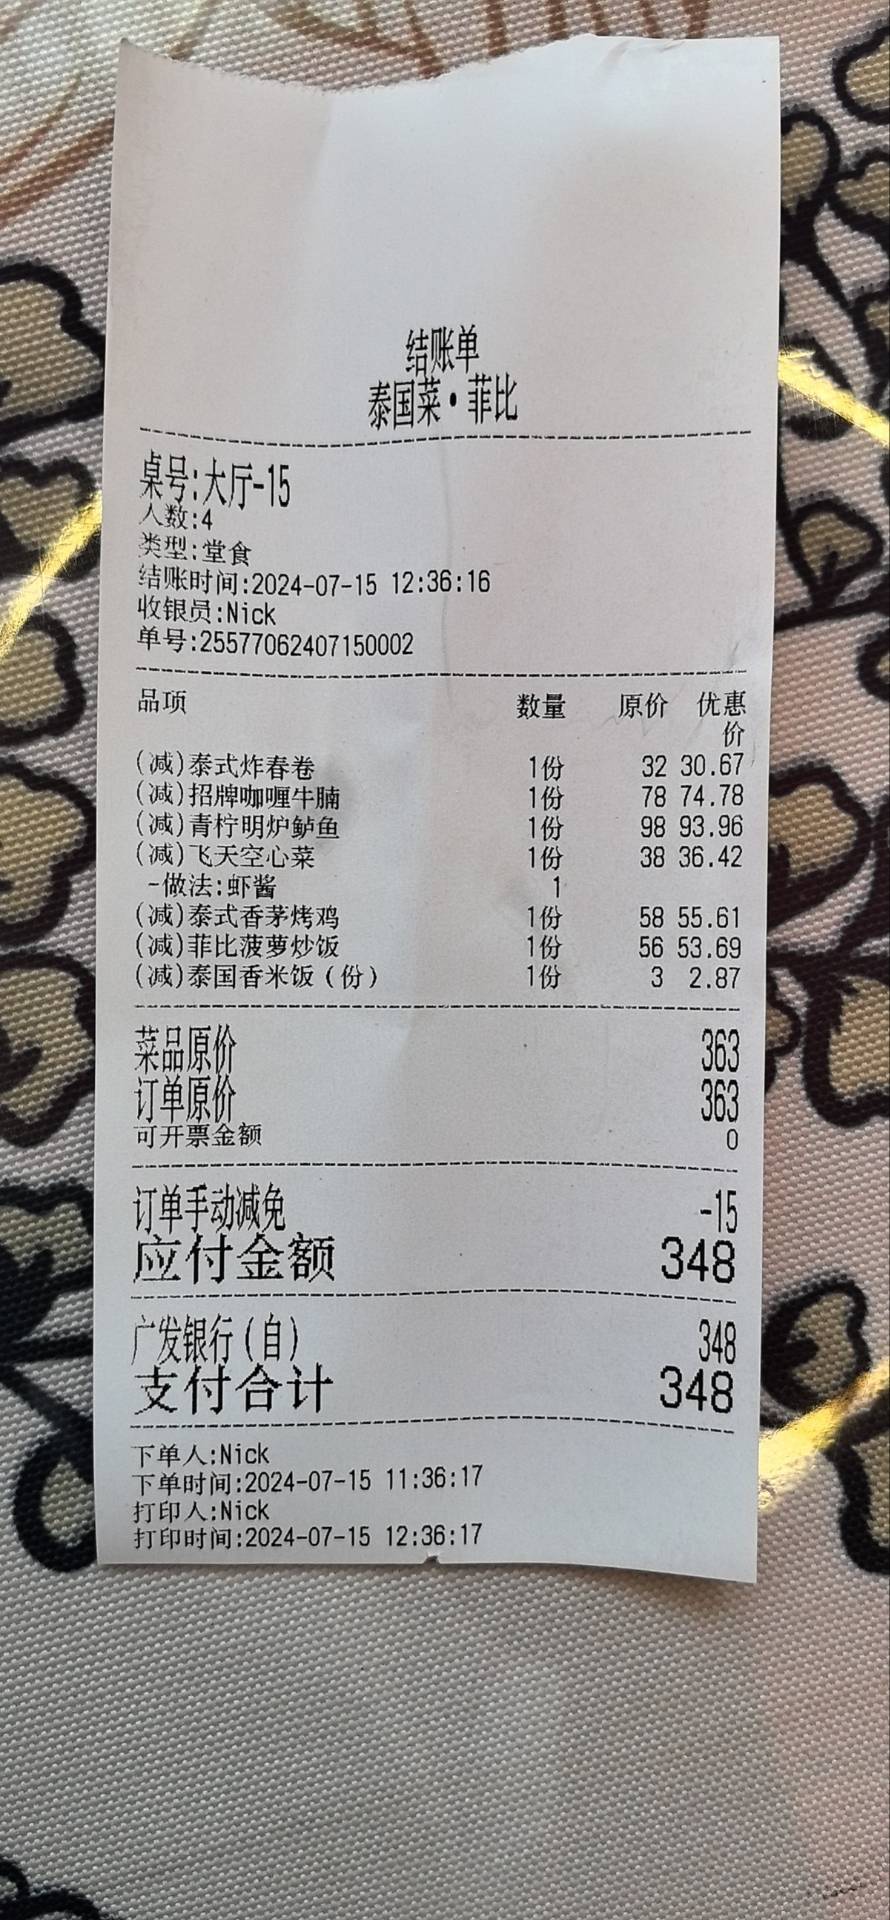 结账单
泰国菜·菲比
桌号:大厅-15
人数:4
类型:堂食
结账时间:2024-07-15 12:36:16
收银员:Nick
单号:25577062407150002
品项 数量 原价 优惠价
(减)泰式炸春卷 1份 32 30.67
(减)招牌咖喱牛腩 1份 78 74.78
(减)青柠明炉鲈鱼 1份 98 93.96
(减)飞天空心菜 1份 38 36.42
-做法:虾酱 1
(减)泰式香茅烤鸡 1份 58 55.61
(减)菲比菠萝炒饭 1份 56 53.69
(减)泰国香米饭(份) 1份 3 2.87
菜品原价 363
订单原价 363
可开票金额 0
订单手动减免 -15
应付金额 348
广发银行(自) 348
支付合计 348
下单人:Nick
下单时间:2024-07-15 11:36:17
打印人:Nick
打印时间:2024-07-15 12:36:17